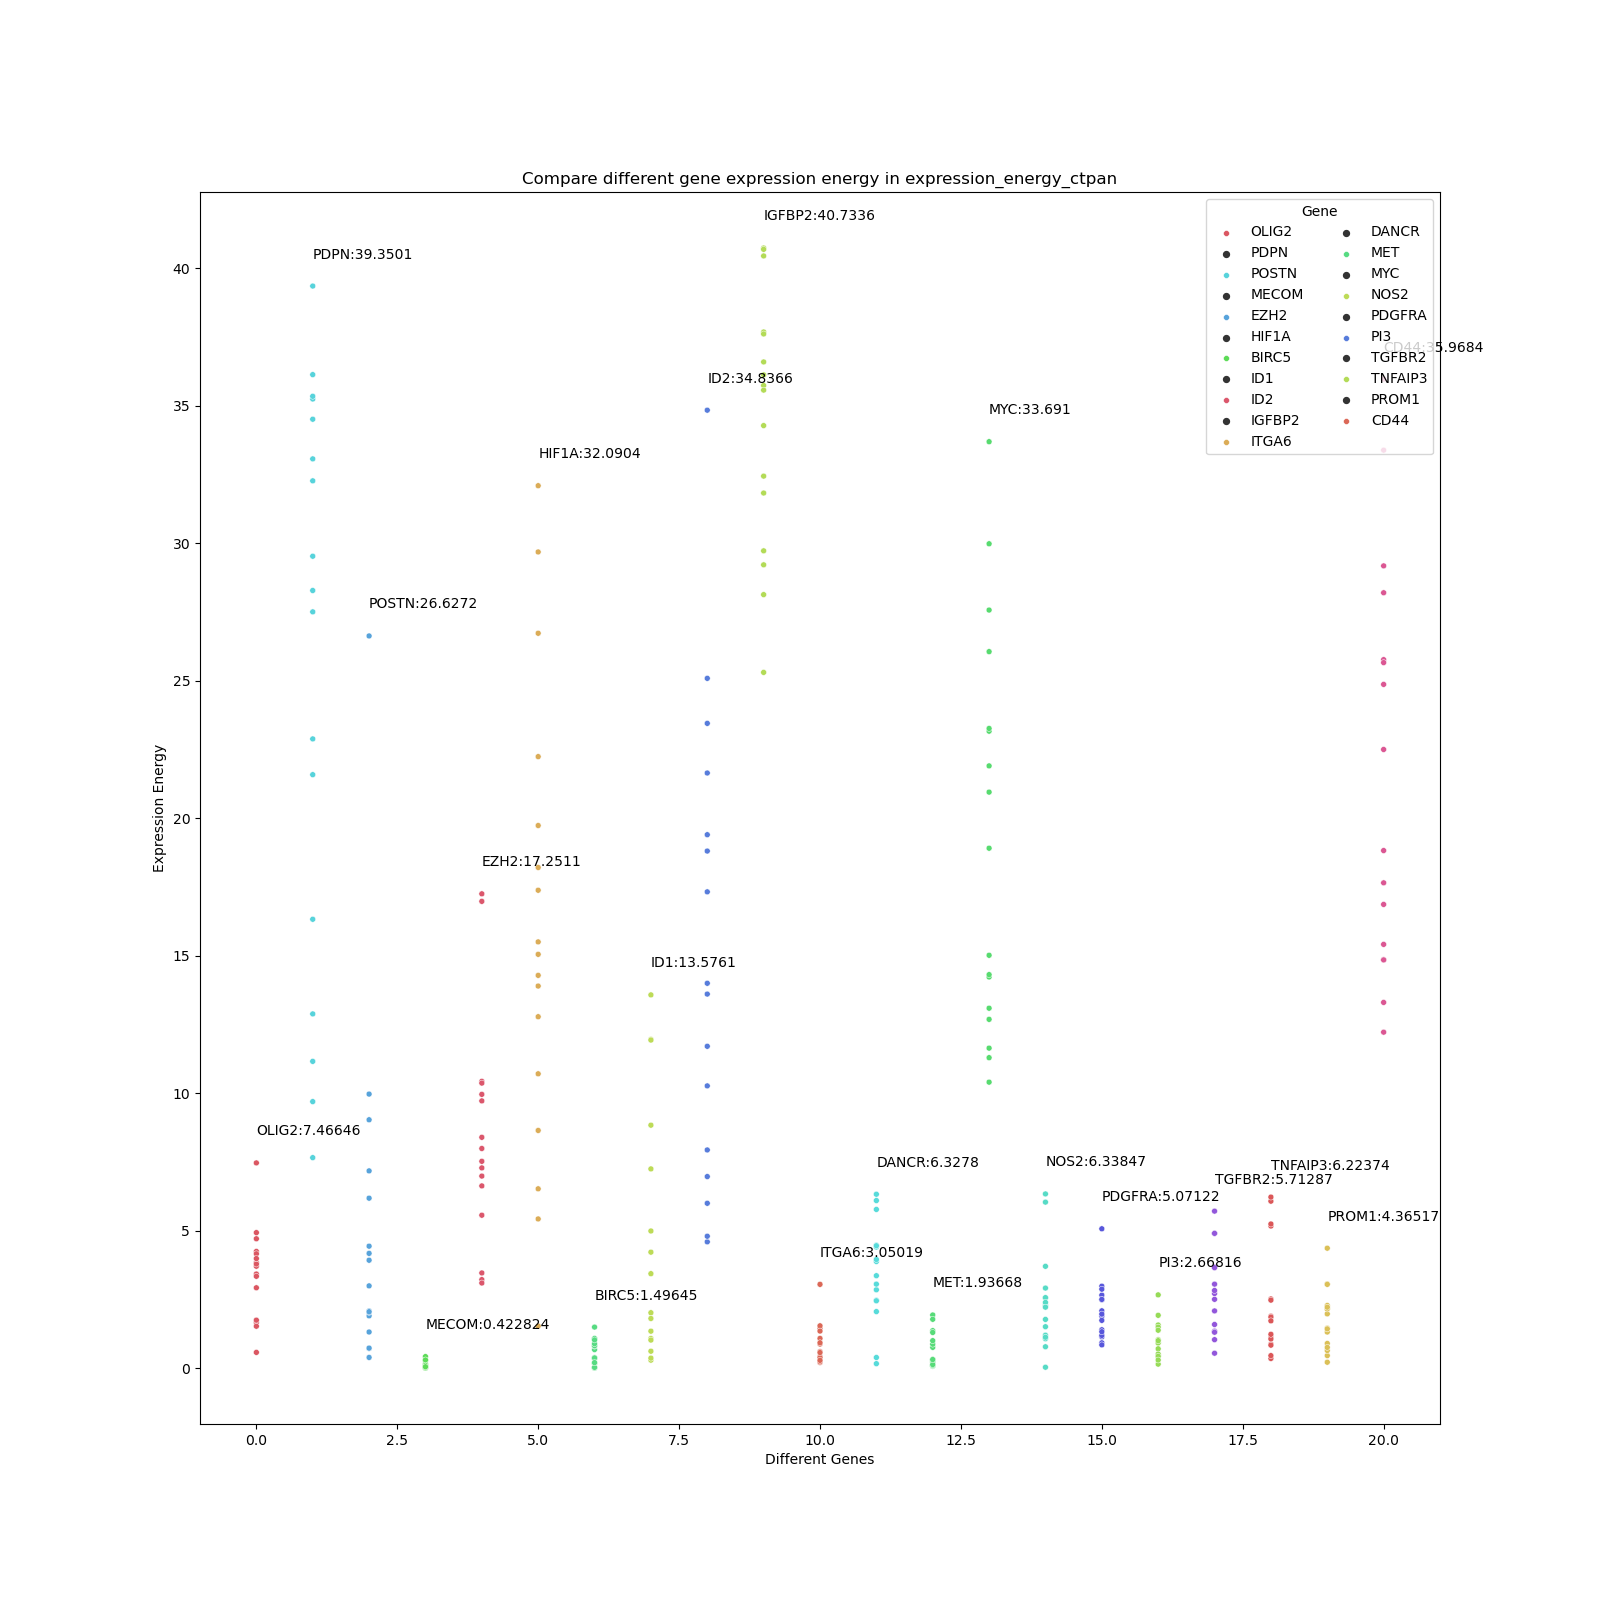 Compare different gene expression energy in expression_energy_ctpan
IGFBP2:40.7336
PDPN:39.3501
CD44:35.9684
ID2:34.8366
MYC:33.691
HIF1A:32.0904
POSTN:26.6272
EZH2:17.2511
ID1:13.5761
OLIG2:7.46646
DANCR:6.3278
NOS2:6.33847
TNFAIP3:6.22374
TGFBR2:5.71287
PDGFRA:5.07122
PROM1:4.36517
ITGA6:3.05019
PI3:2.66816
MET:1.93668
BIRC5:1.49645
MECOM:0.422824
Gene
OLIG2
PDPN
POSTN
MECOM
EZH2
HIF1A
BIRC5
ID1
ID2
IGFBP2
ITGA6
DANCR
MET
MYC
NOS2
PDGFRA
PI3
TGFBR2
TNFAIP3
PROM1
CD44
Expression Energy
40
35
30
25
20
15
10
5
0
0.0 2.5 5.0 7.5 10.0 12.5 15.0 17.5 20.0
Different Genes